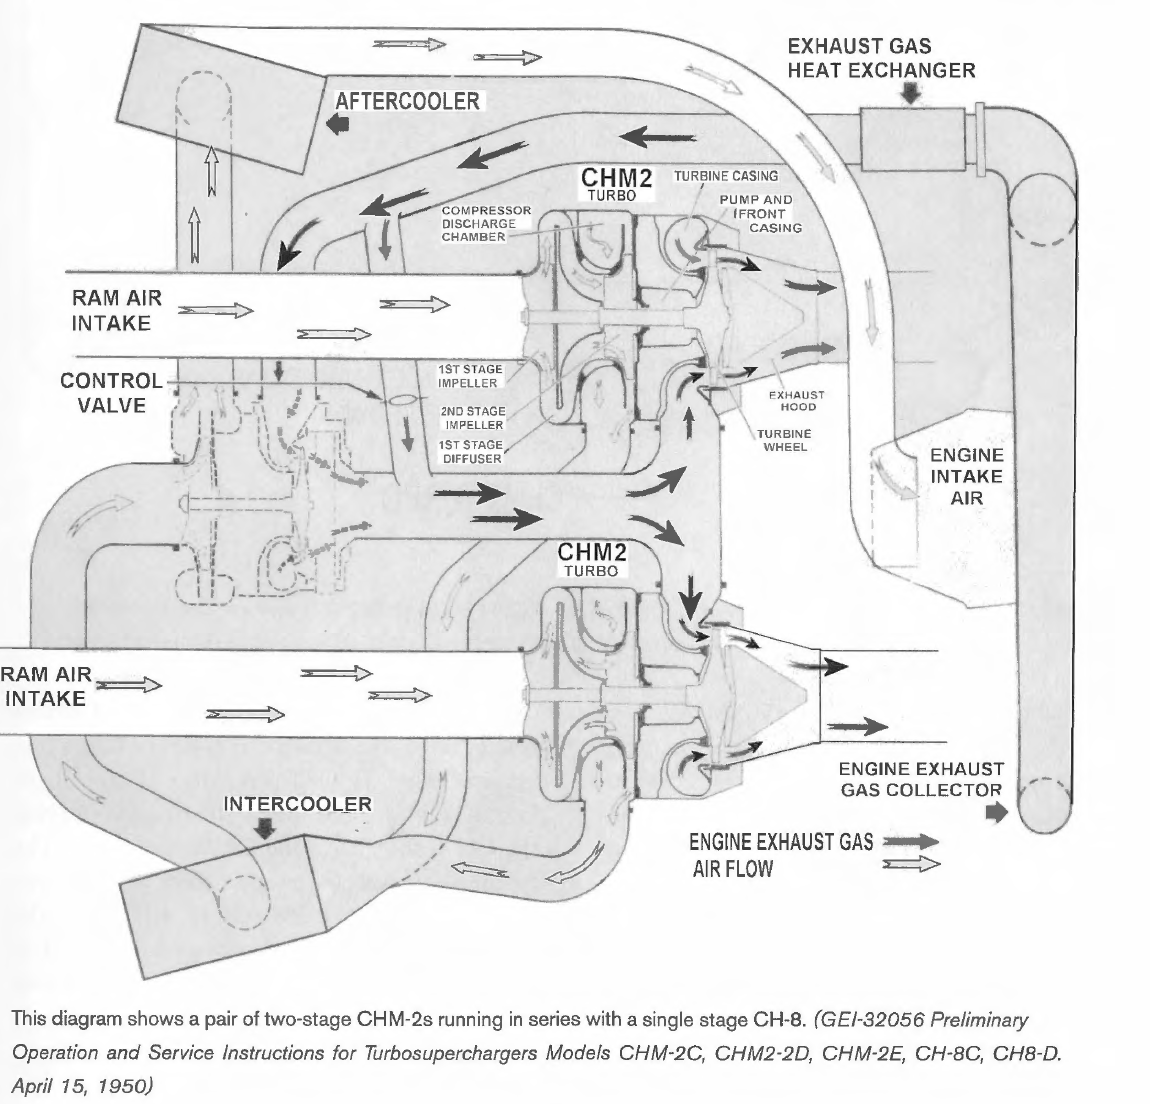 EXHAUST GAS
HEAT EXCHANGER
AFTERCOOLER
CHM2
TURBO
TURBINE CASING
PUMP AND
FRONT
CASING
COMPRESSOR
DISCHARGE
CHAMBER
RAM AIR
INTAKE
CONTROL
VALVE
1ST STAGE
IMPELLER
2ND STAGE
IMPELLER
1ST STAGE
DIFFUSER
EXHAUST
HOOD
TURBINE
WHEEL
ENGINE
INTAKE
AIR
CHM2
TURBO
RAM AIR
INTAKE
INTERCOOLER
ENGINE EXHAUST
GAS COLLECTOR
ENGINE EXHAUST GAS
AIR FLOW
This diagram shows a pair of two-stage CHM-2s running in series with a single stage CH-8. (GEI-32056 Preliminary
Operation and Service Instructions for Turbosuperchargers Models CHM-2C, CHM2-2D, CHM-2E, CH-8C, CH8-D.
April 15, 1950)